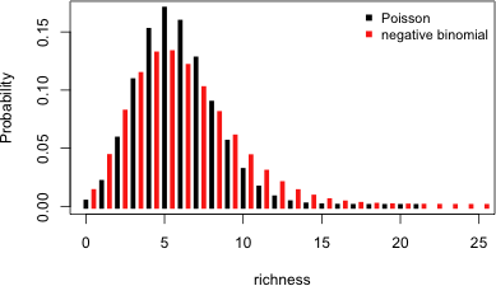 Poisson
negative binomial
Probability
0.15
0.10
0.05
0.00
0 5 10 15 20 25
richness